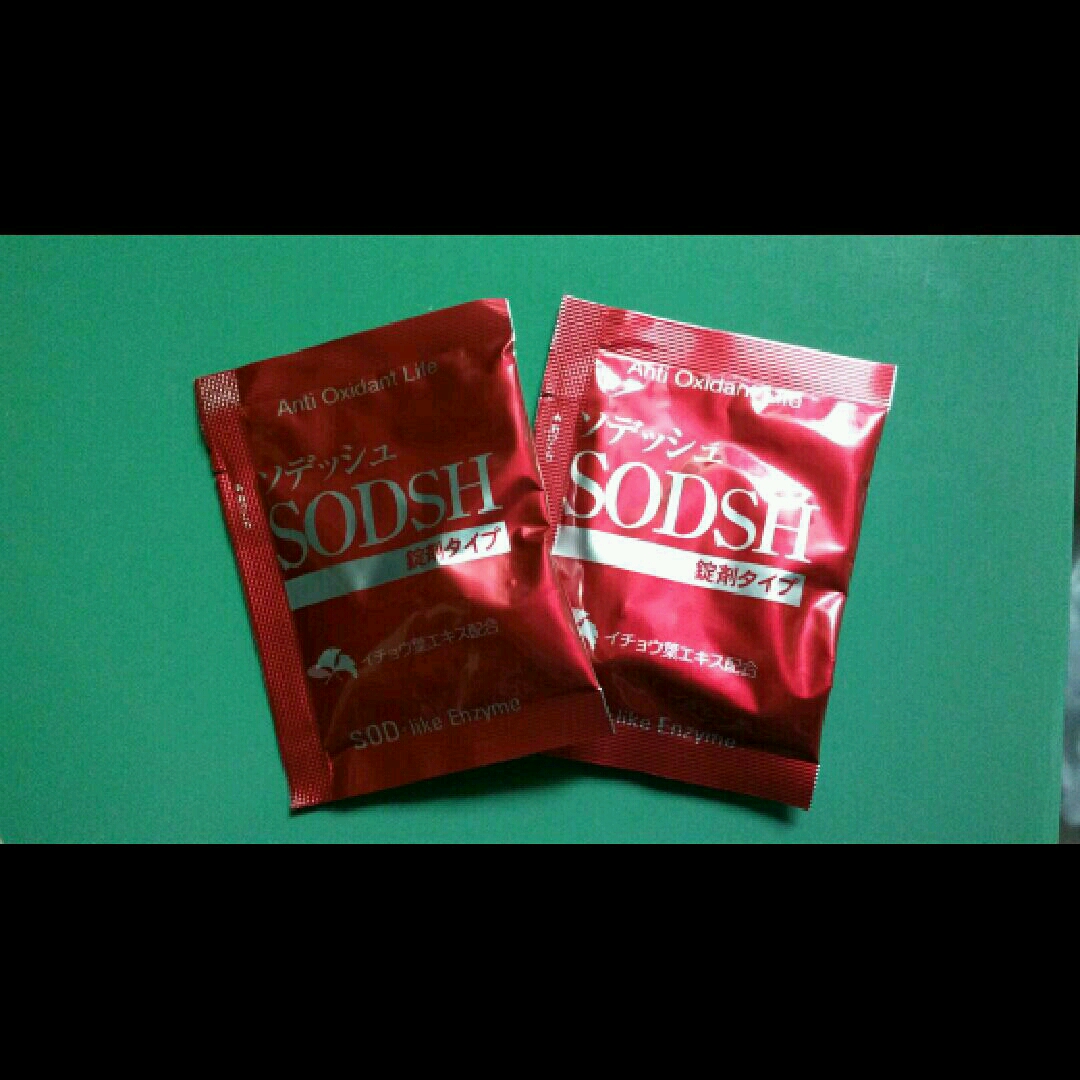 Anti Oxidant Life
ソデッシュ
SODSH
錠剤タイプ
イチョウ葉エキス配合
SOD-like Enzyme
Anti Oxidant Life
ソデッシュ
SODSH
錠剤タイプ
イチョウ葉エキス配合
-like Enzyme